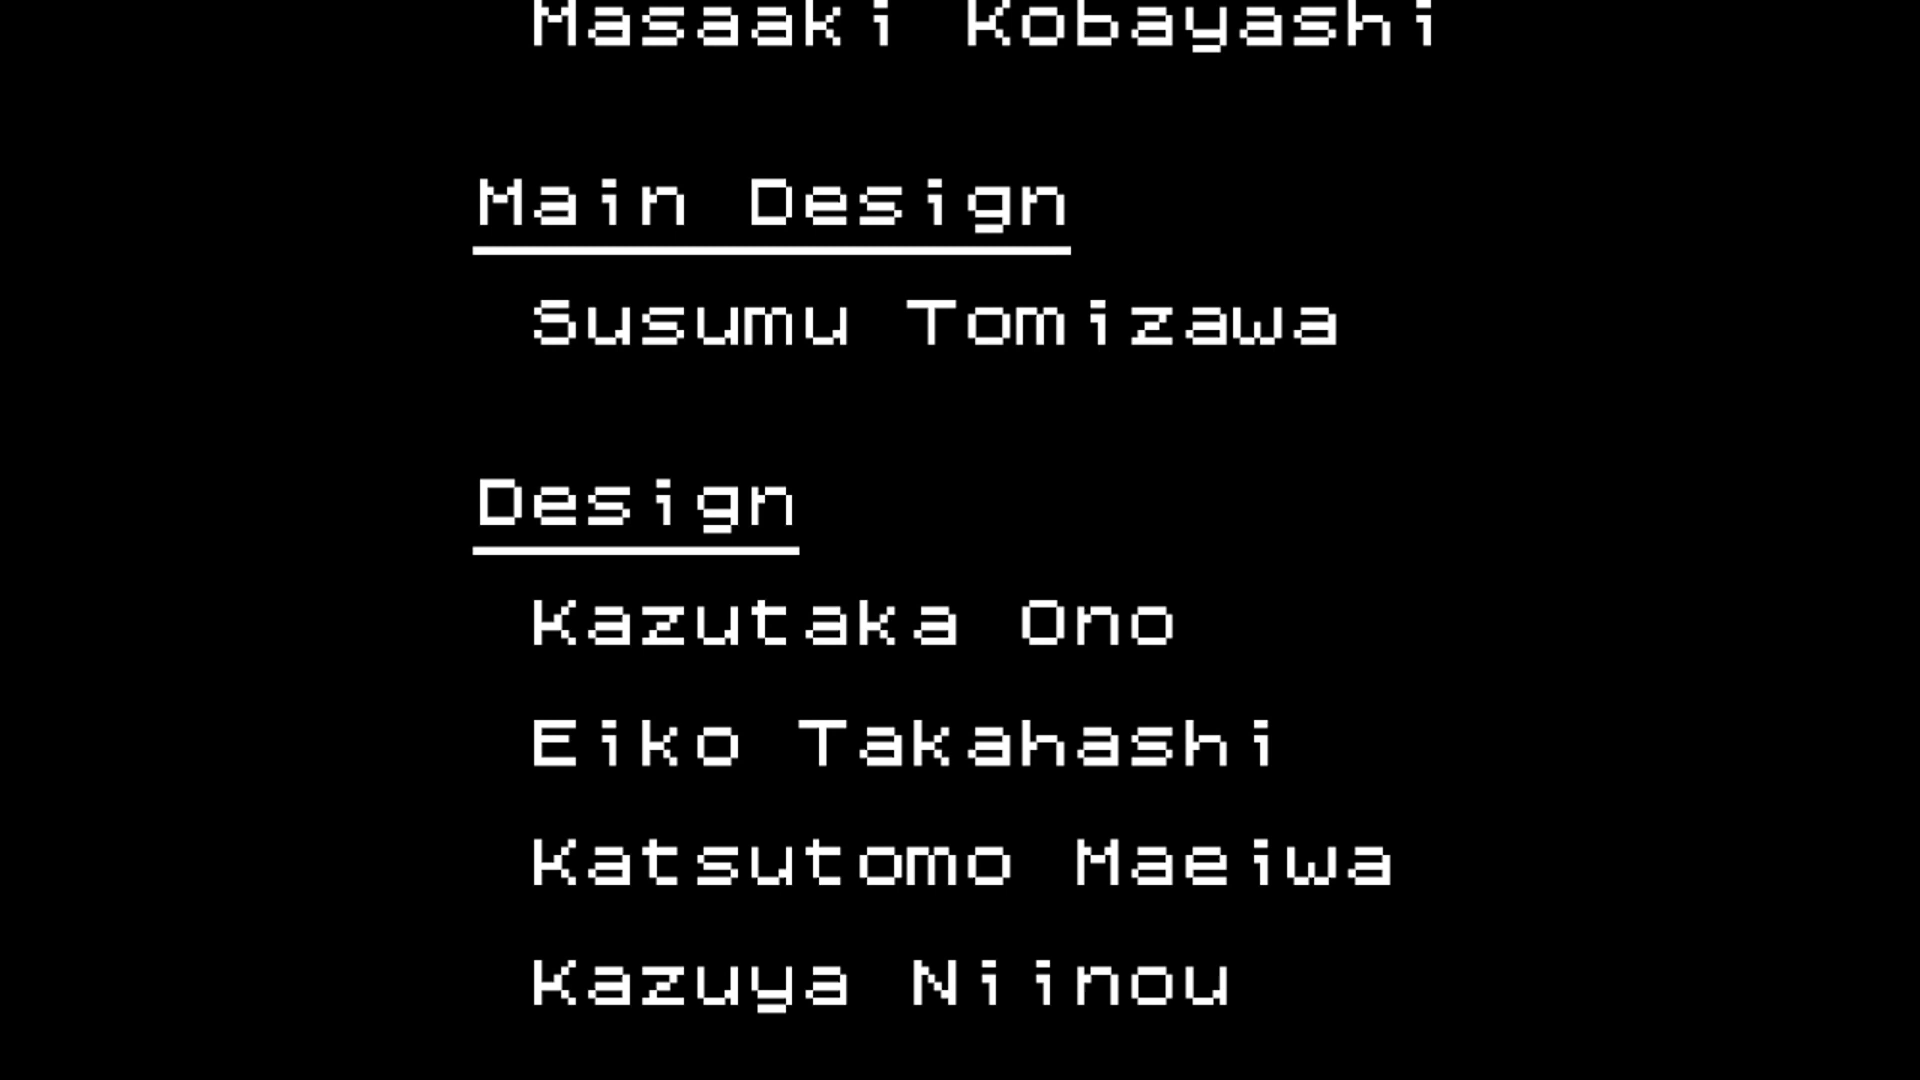 Masaaki Kobayashi
Main Design
Susumu Tomizawa
Design
Kazutaka Ono
Eiko Takahashi
Katsutomo Maeiwa
Kazuya Niinou